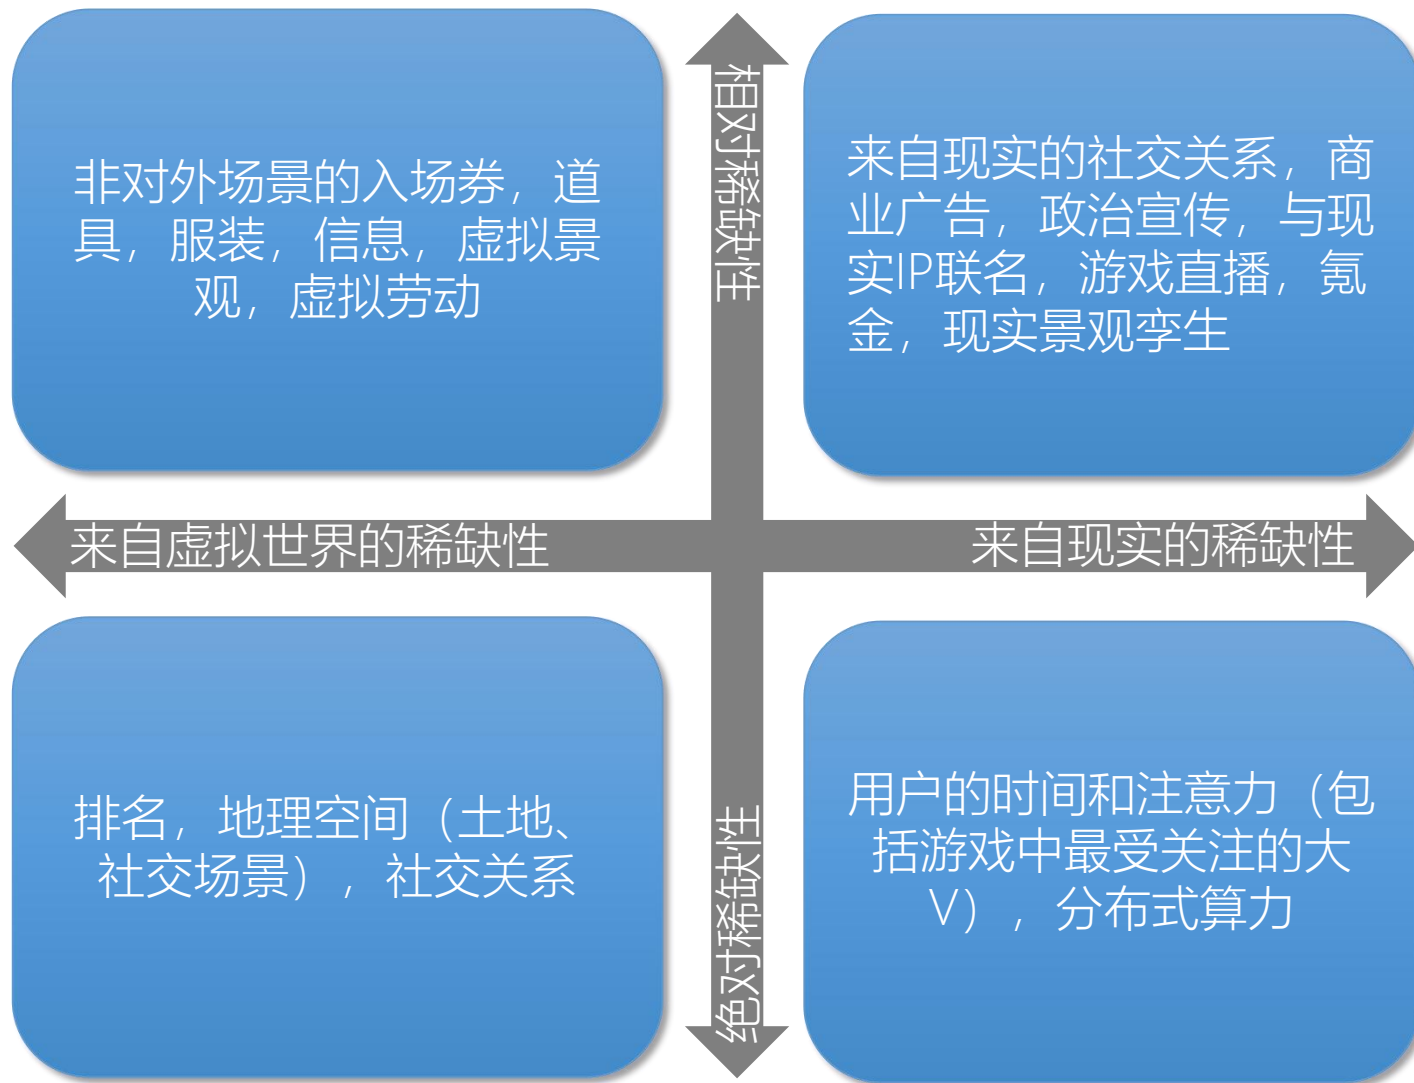 非对外场景的入场券，道
具，服装，信息，虚拟景
观，虚拟劳动
相对稀缺性
来自现实的社交关系，商
业广告，政治宣传，与现
实IP联名，游戏直播，氪
金，现实景观孪生
来自虚拟世界的稀缺性
来自现实的稀缺性
排名，地理空间（土地、
社交场景），社交关系
绝对稀缺性
用户的时间和注意力（包
括游戏中最受关注的大
V），分布式算力